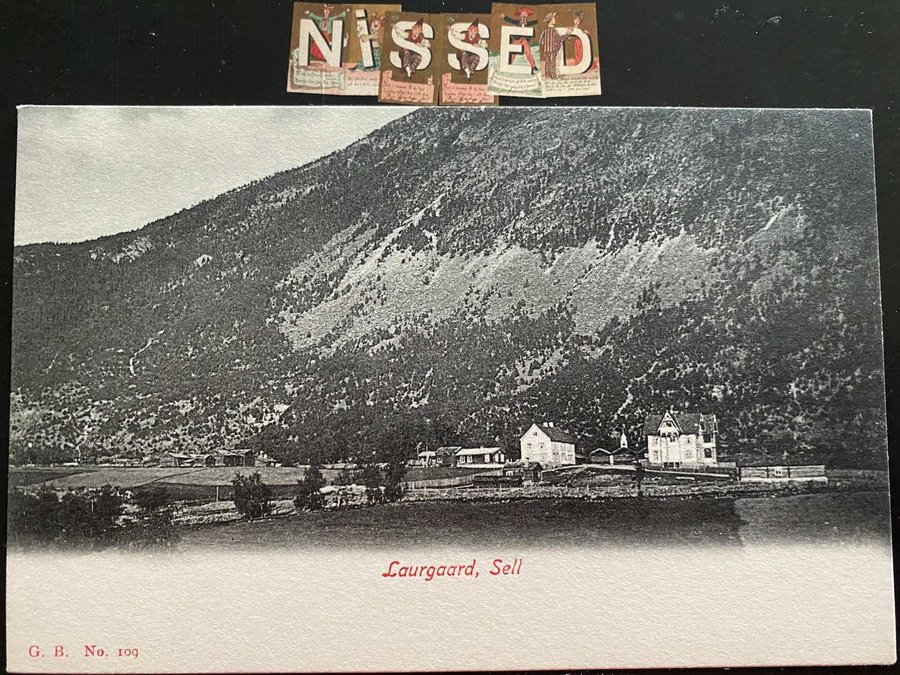 NiSSED
Laurgaard, Sell
G. B. No. 109